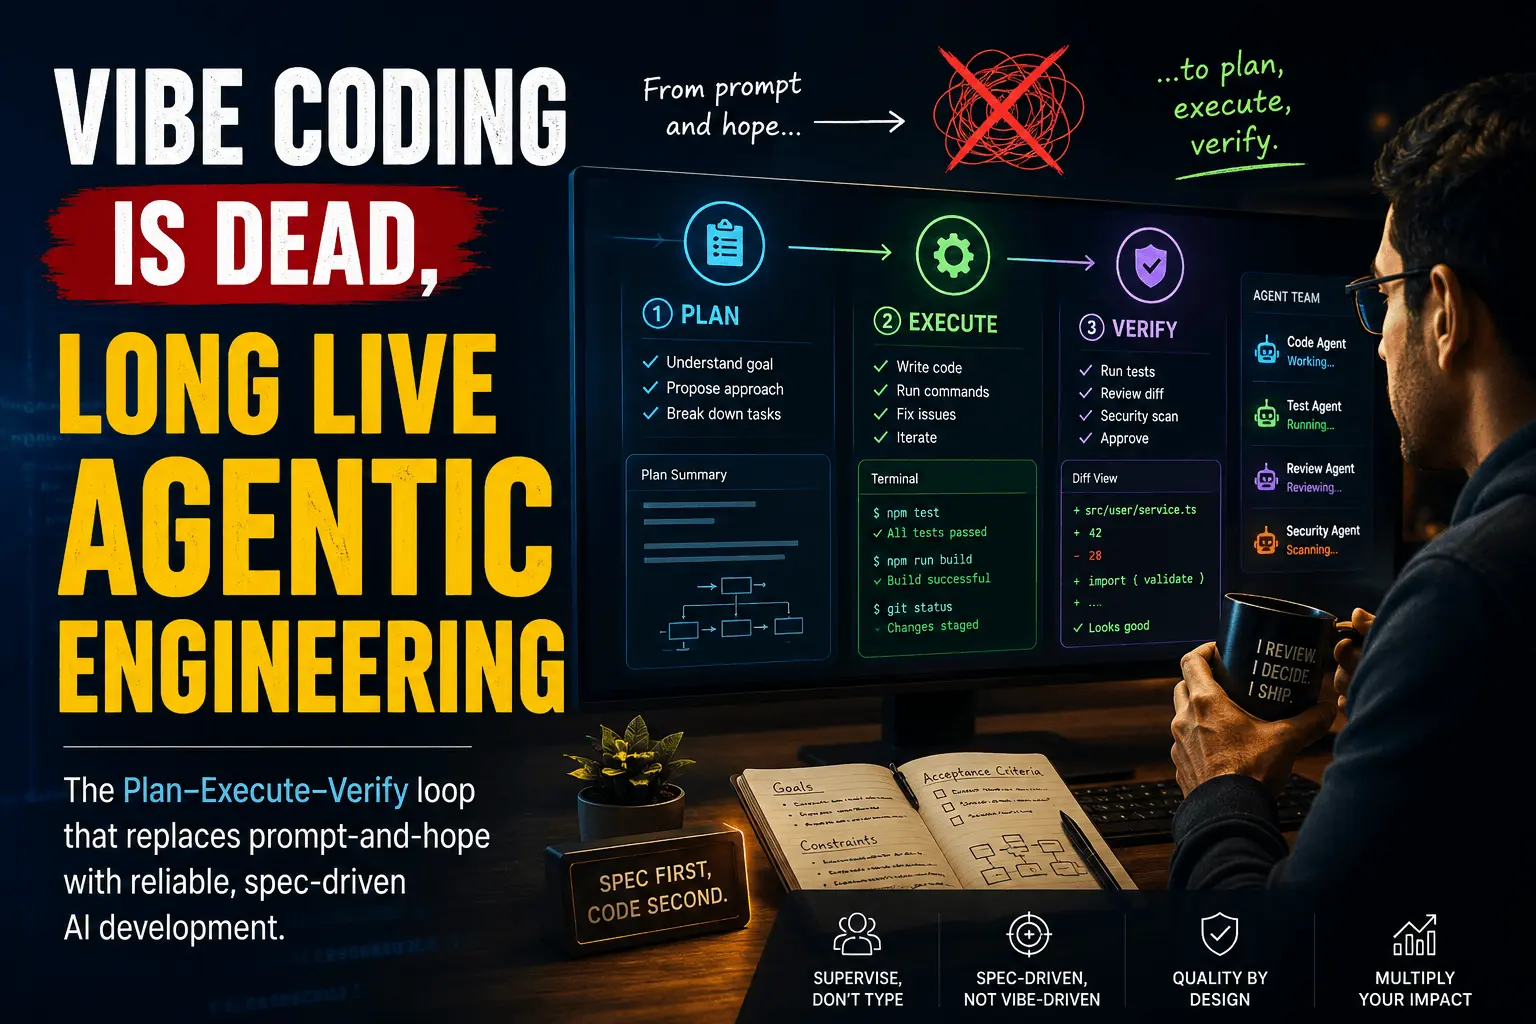 VIBE CODING
IS DEAD,
LONG LIVE
AGENTIC
ENGINEERING
The Plan–Execute–Verify loop
that replaces prompt-and-hope
with reliable, spec-driven
AI development.
From prompt
and hope...
...to plan,
execute,
verify.
1 PLAN
Understand goal
Propose approach
Break down tasks
Plan Summary
2 EXECUTE
Write code
Run commands
Fix issues
Iterate
Terminal
$ npm test
✓ All tests passed
$ npm run build
✓ Build successful
$ git status
Changes staged
3 VERIFY
Run tests
Review diff
Security scan
Approve
Diff View
+ src/user/service.ts
+ 42
- 28
+ import { validate }
+ ....
✓ Looks good
AGENT TEAM
Code Agent
Working...
Test Agent
Running...
Review Agent
Reviewing...
Security Agent
Scanning...
I REVIEW.
I DECIDE.
I SHIP.
Goals
Constraints
Acceptance Criteria
SPEC FIRST,
CODE SECOND.
SUPERVISE,
DON'T TYPE
SPEC-DRIVEN,
NOT VIBE-DRIVEN
QUALITY BY
DESIGN
MULTIPLY
YOUR IMPACT